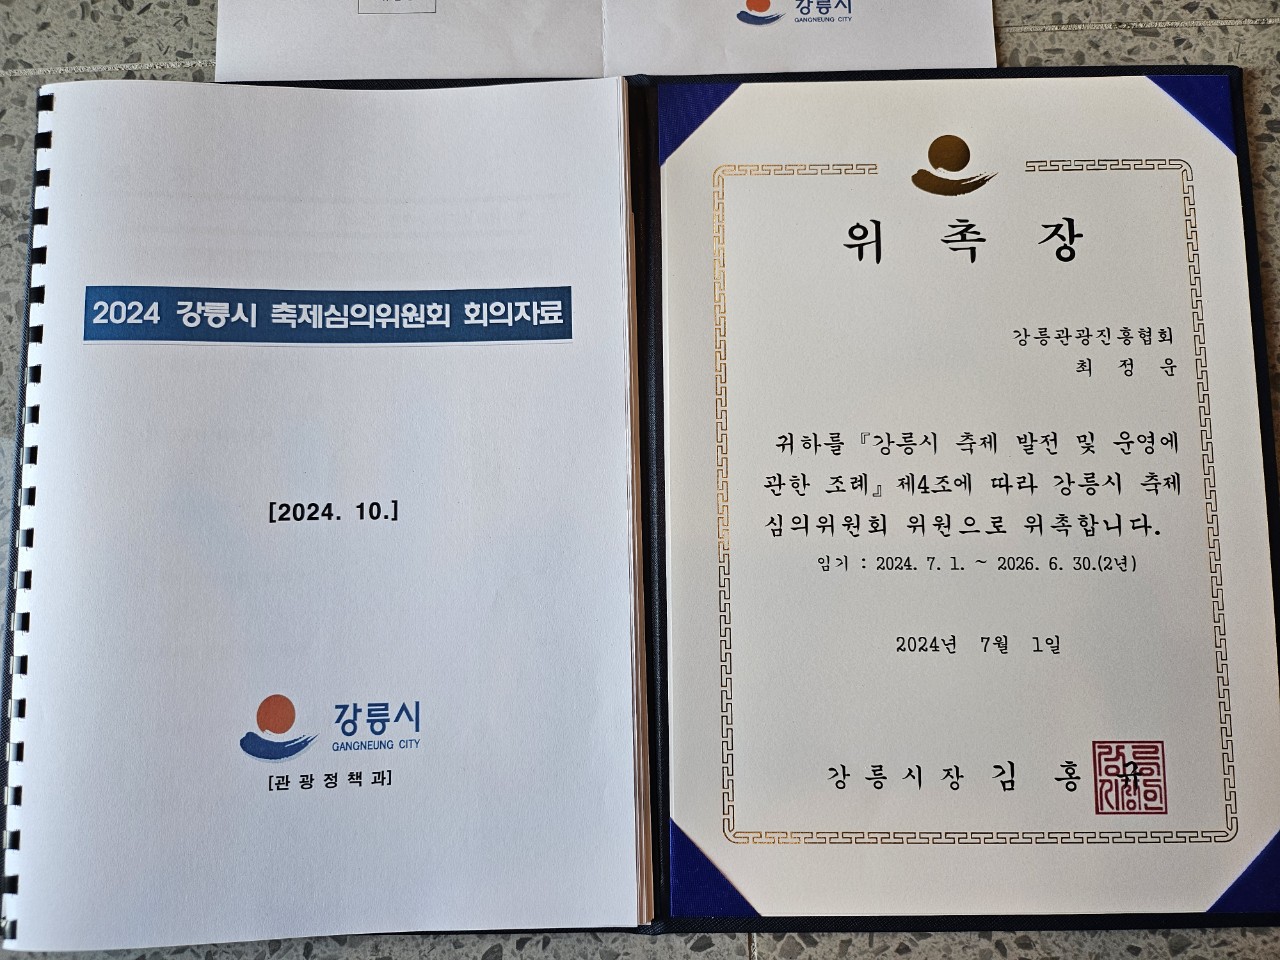 강릉시
GANGNEUNG CITY
2024 강릉시 축제심의위원회 회의자료
[2024. 10.]
강릉시
GANGNEUNG CITY
[관광정책과]
위 촉 장
강릉관광진흥협회
최 정 운
귀하를 『강릉시 축제 발전 및 운영에
관한 조례』 제4조에 따라 강릉시 축제
심의위원회 위원으로 위촉합니다.
임기 : 2024. 7. 1. ~ 2026. 6. 30.(2년)
2024년 7월 1일
강릉시장 김 홍 규